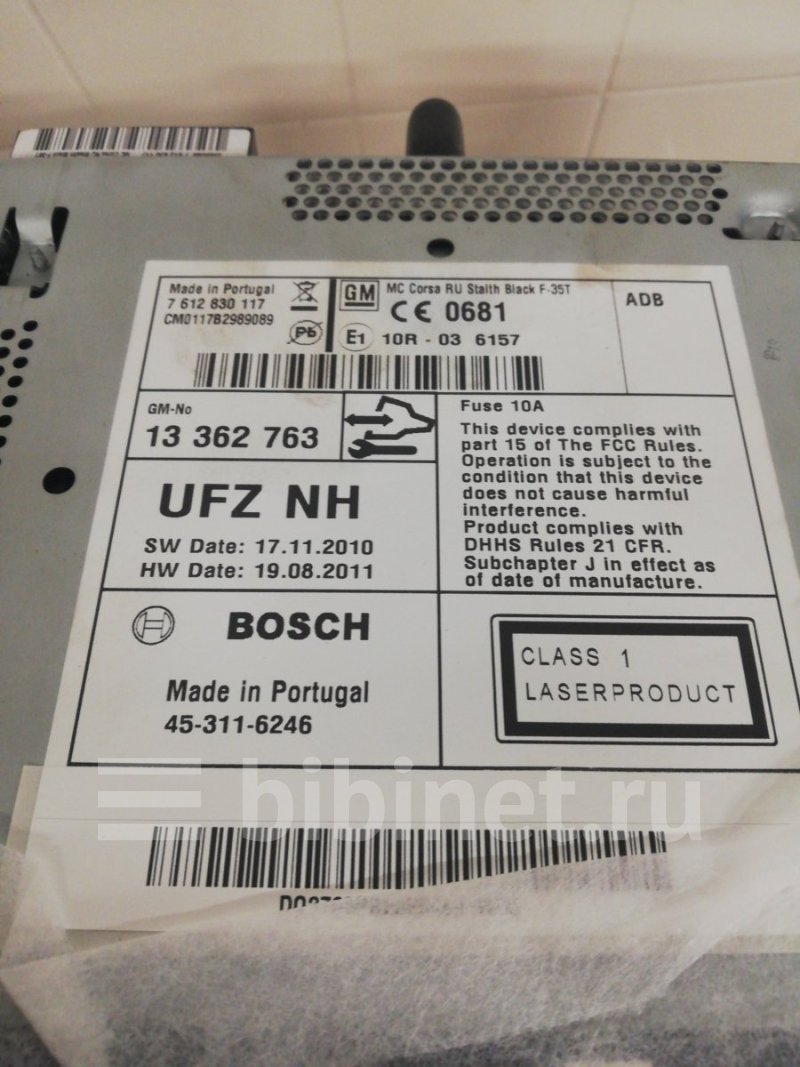 Made in Portugal
7 612 830 117
CM0117B2989089
Pb
GM
MC Corsa RU Stalth Black F-35T
CE 0681
E1 10R - 03 6157
ADB
GM-No
13 362 763
UFZ NH
SW Date: 17.11.2010
HW Date: 19.08.2011
Fuse 10A
This device complies with
part 15 of The FCC Rules.
Operation is subject to the
condition that this device
does not cause harmful
interference.
Product complies with
DHHS Rules 21 CFR.
Subchapter J in effect as
of date of manufacture.
BOSCH
Made in Portugal
45-311-6246
CLASS 1
LASERPRODUCT
bibinet.ru